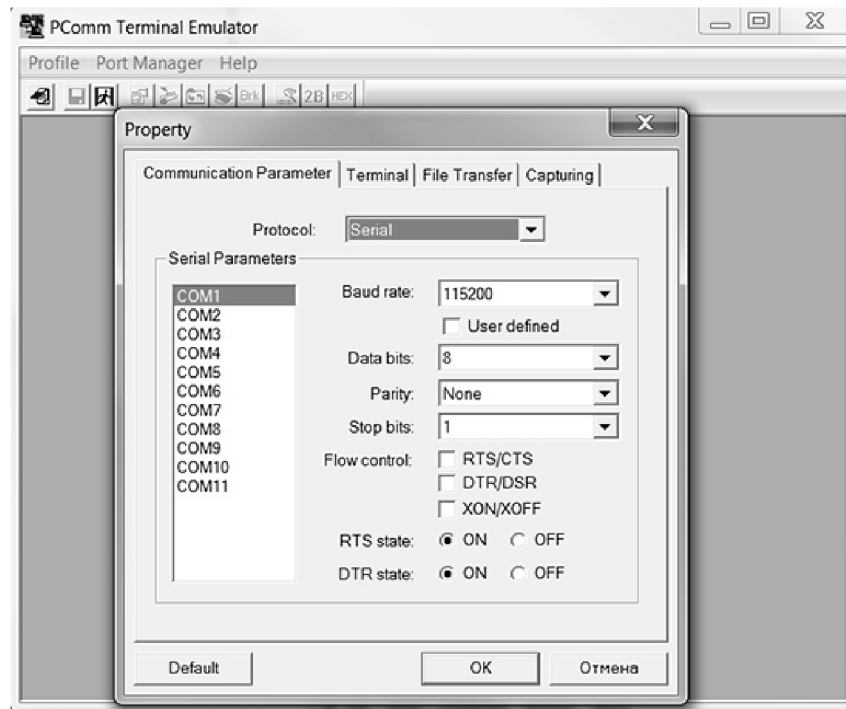 PComm Terminal Emulator
Profile Port Manager Help
Brk 2B HEX
Property
Communication Parameter Terminal File Transfer Capturing
Protocol: Serial
Serial Parameters
COM1
COM2
COM3
COM4
COM5
COM6
COM7
COM8
COM9
COM10
COM11
Baud rate: 115200
User defined
Data bits: 8
Parity: None
Stop bits: 1
Flow control: RTS/CTS
DTR/DSR
XON/XOFF
RTS state: ON OFF
DTR state: ON OFF
Default OK Отмена